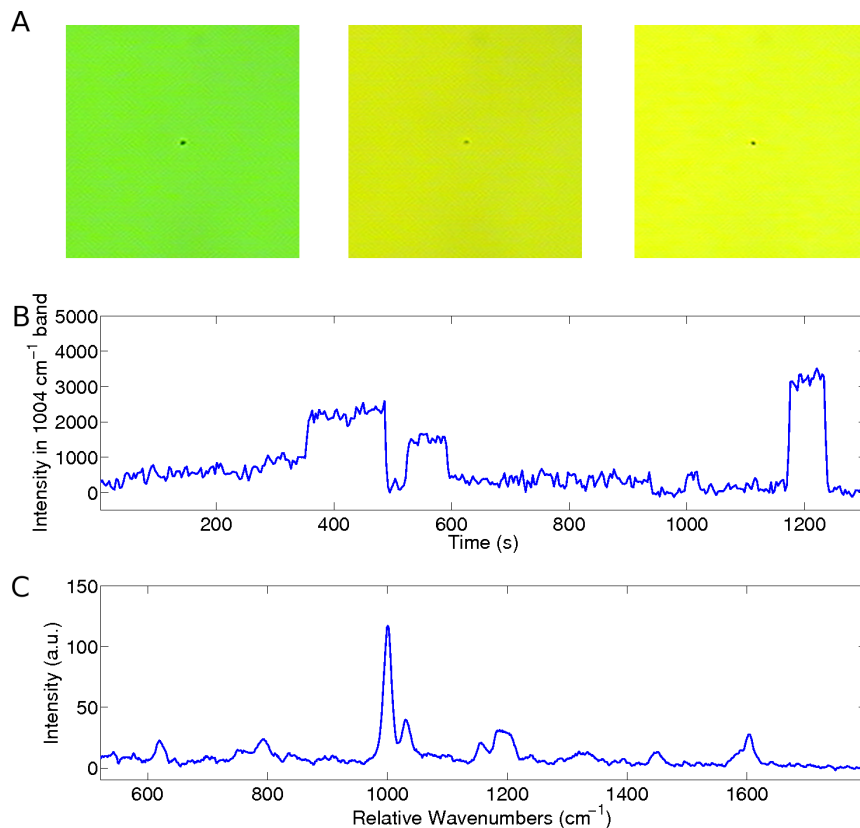 A
B
Intensity in 1004 cm⁻¹ band
5000
4000
3000
2000
1000
0
200 400 600 800 1000 1200
Time (s)
C
Intensity (a.u.)
150
100
50
0
600 800 1000 1200 1400 1600
Relative Wavenumbers (cm⁻¹)